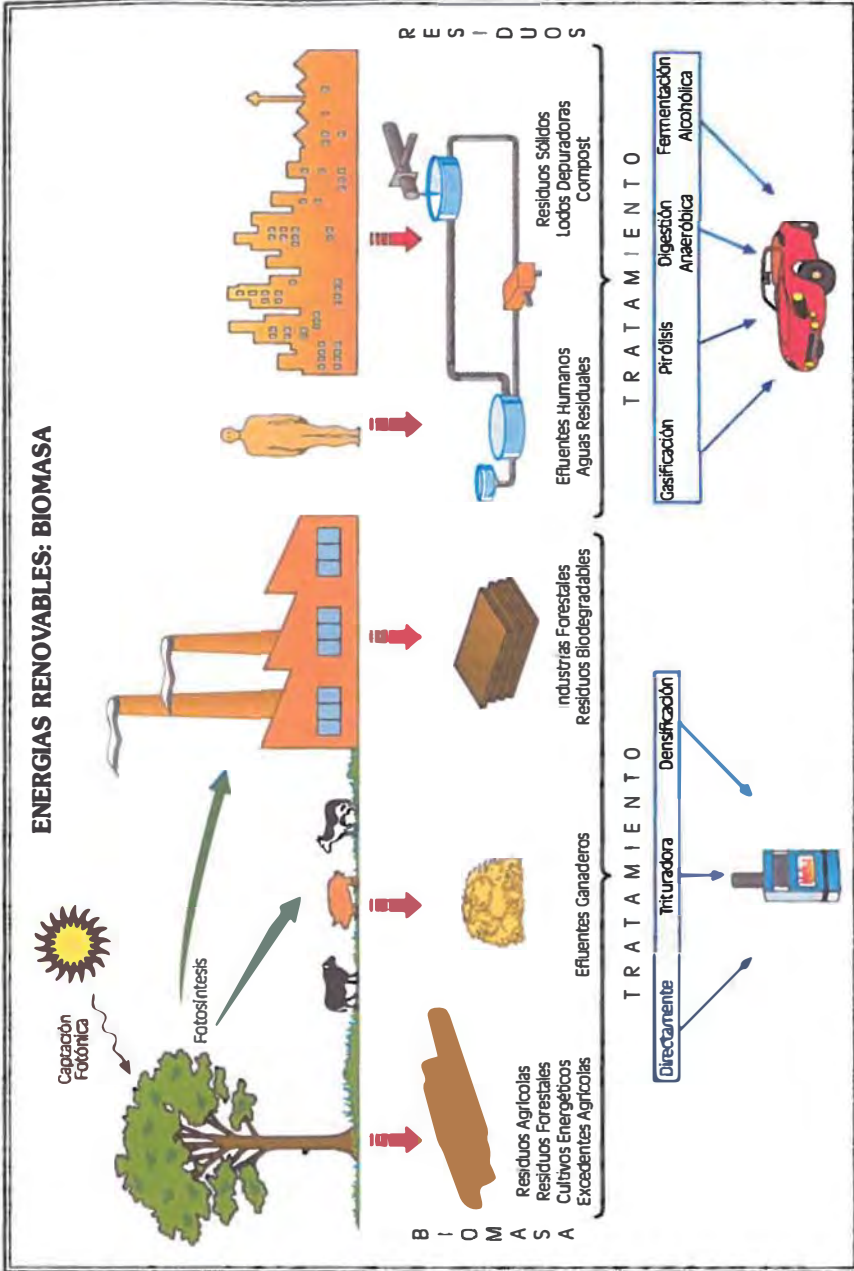 ENERGIAS RENOVABLES: BIOMASA
Captación
Fotónica
Fotosíntesis
B I O M A S A
Residuos Agrícolas
Residuos Forestales
Cultivos Energéticos
Excedentes Agrícolas
Efluentes Ganaderos
Industrias Forestales
Residuos Biodegradables
Efluentes Humanos
Aguas Residuales
Residuos Sólidos
Lodos Depuradoras
Compost
R E S I D U O S
T R A T A M I E N T O
Directamente
Trituradora
Densificación
T R A T A M I E N T O
Gasificación
Pirólisis
Digestión
Anaeróbica
Fermentación
Alcohólica